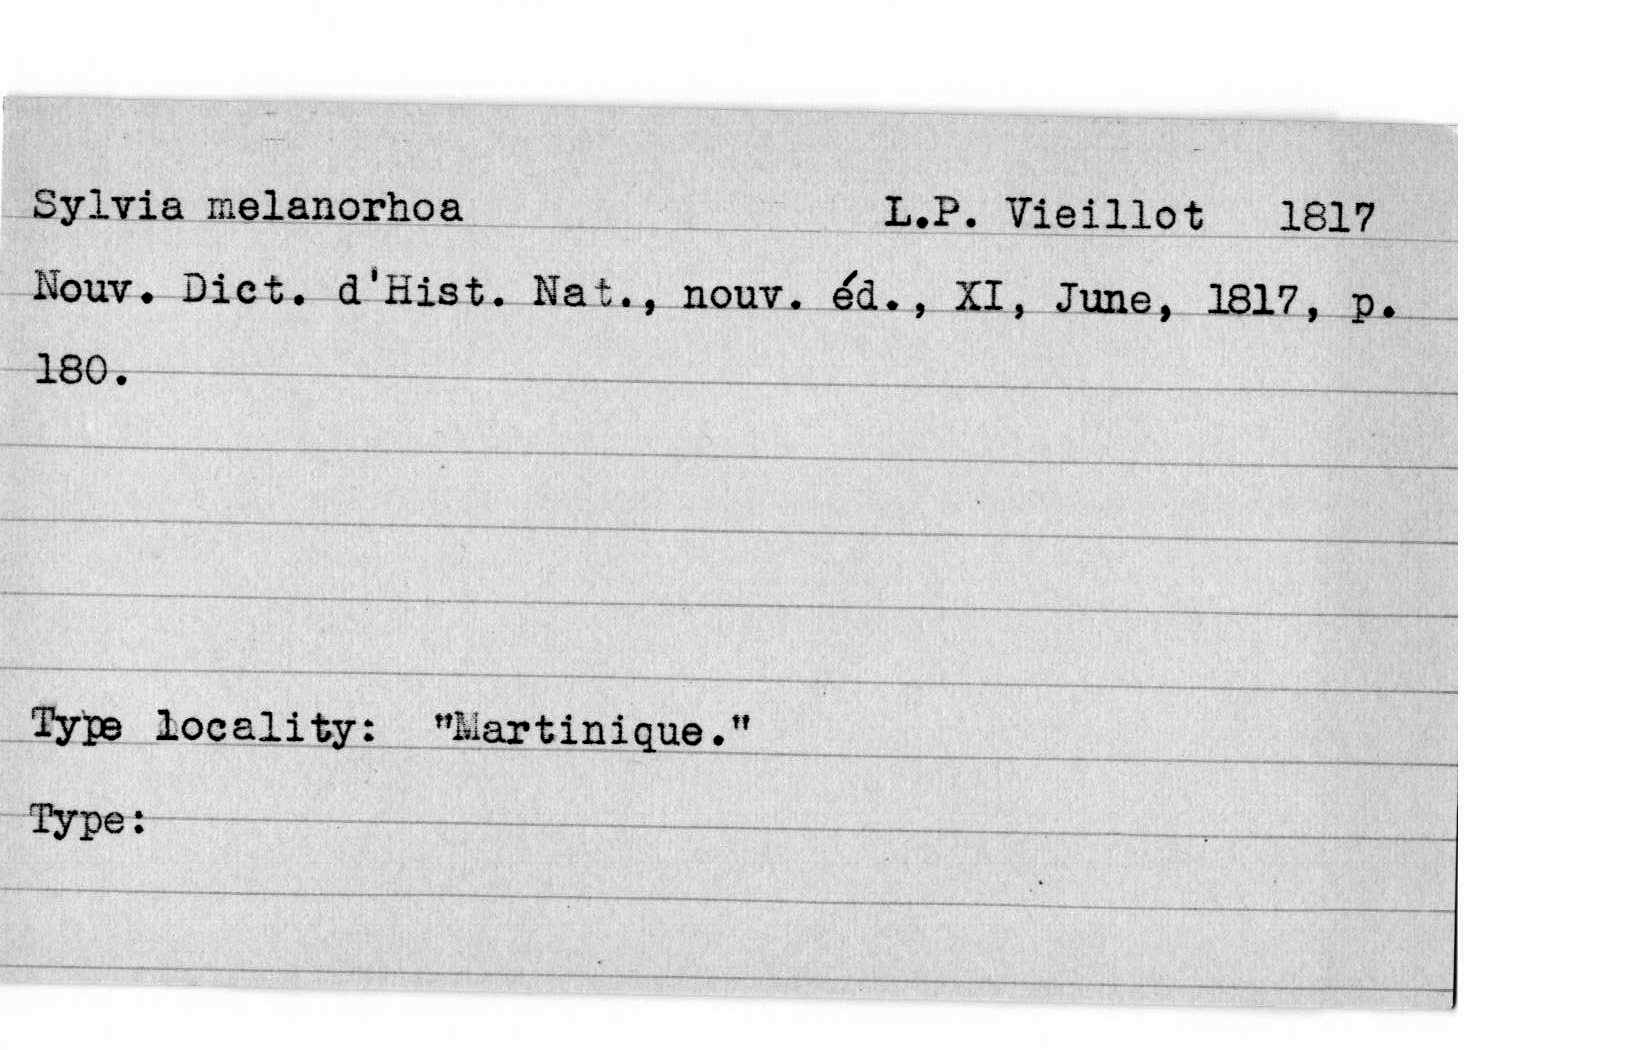 Sylvia melanorhoa L.P. Vieillot 1817
Nouv. Dict. d'Hist. Nat., nouv. éd., XI, June, 1817, p.
180.
Type locality: "Martinique."
Type: